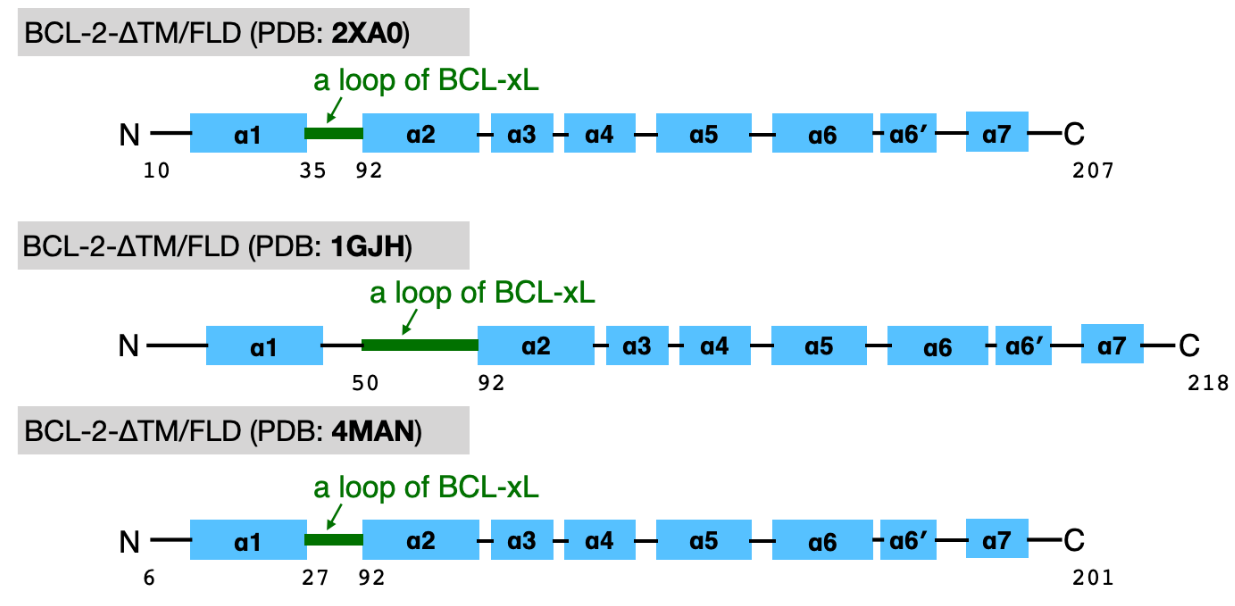 BCL-2-ΔTM/FLD (PDB: 2XA0)
a loop of BCL-xL
N α1 α2 α3 α4 α5 α6 α6′ α7 C
10 35 92 207
BCL-2-ΔTM/FLD (PDB: 1GJH)
a loop of BCL-xL
N α1 α2 α3 α4 α5 α6 α6′ α7 C
50 92 218
BCL-2-ΔTM/FLD (PDB: 4MAN)
a loop of BCL-xL
N α1 α2 α3 α4 α5 α6 α6′ α7 C
6 27 92 201